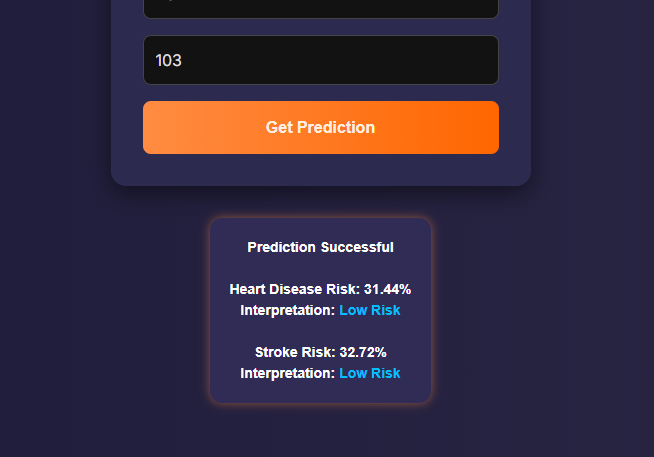 103
Get Prediction
Prediction Successful
Heart Disease Risk: 31.44%
Interpretation: Low Risk
Stroke Risk: 32.72%
Interpretation: Low Risk